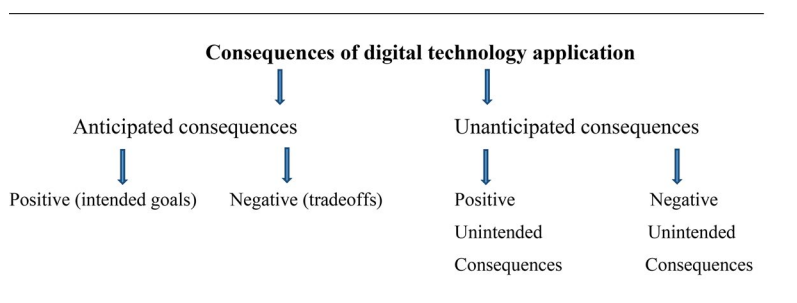 Consequences of digital technology application
Anticipated consequences
Unanticipated consequences
Positive (intended goals)
Negative (tradeoffs)
Positive
Unintended
Consequences
Negative
Unintended
Consequences